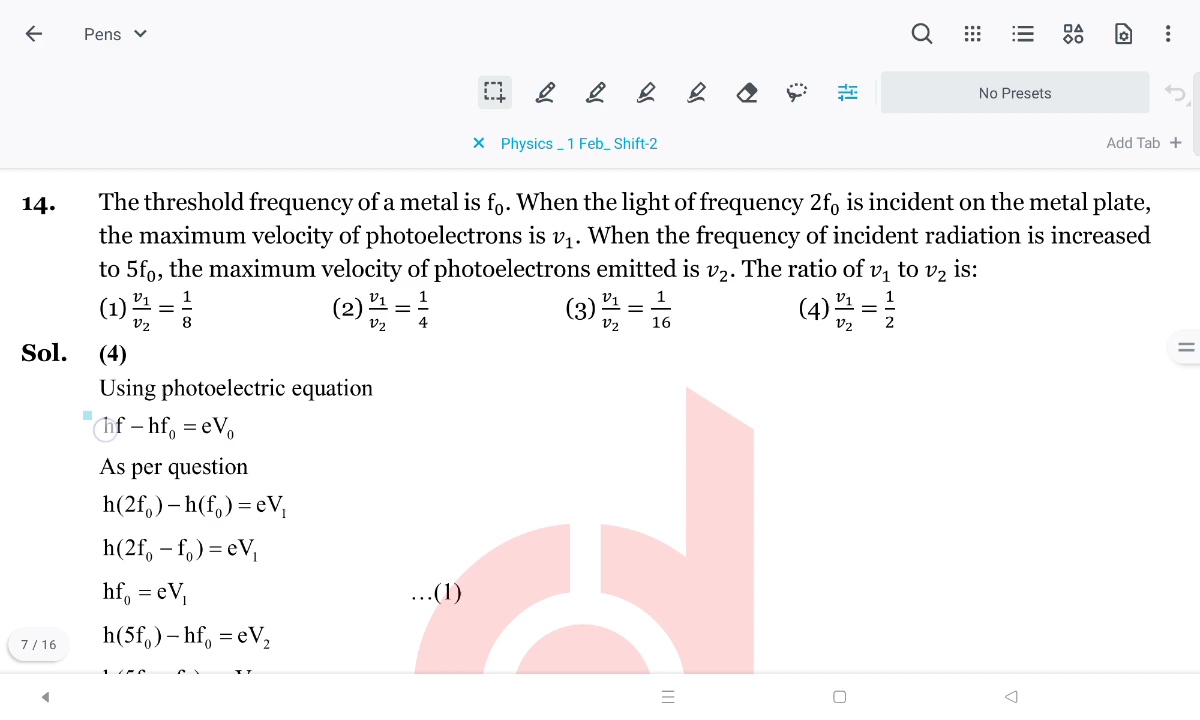 Pens
No Presets
Physics _ 1 Feb_ Shift-2
Add Tab +
14. The threshold frequency of a metal is f₀. When the light of frequency 2f₀ is incident on the metal plate,
the maximum velocity of photoelectrons is v₁. When the frequency of incident radiation is increased
to 5f₀, the maximum velocity of photoelectrons emitted is v₂. The ratio of v₁ to v₂ is:
(1) v₁/v₂ = 1/8 (2) v₁/v₂ = 1/4 (3) v₁/v₂ = 1/16 (4) v₁/v₂ = 1/2
Sol. (4)
Using photoelectric equation
hf – hf₀ = eV₀
As per question
h(2f₀) – h(f₀) = eV₁
h(2f₀ – f₀) = eV₁
hf₀ = eV₁ ...(1)
h(5f₀) – hf₀ = eV₂
7 / 16